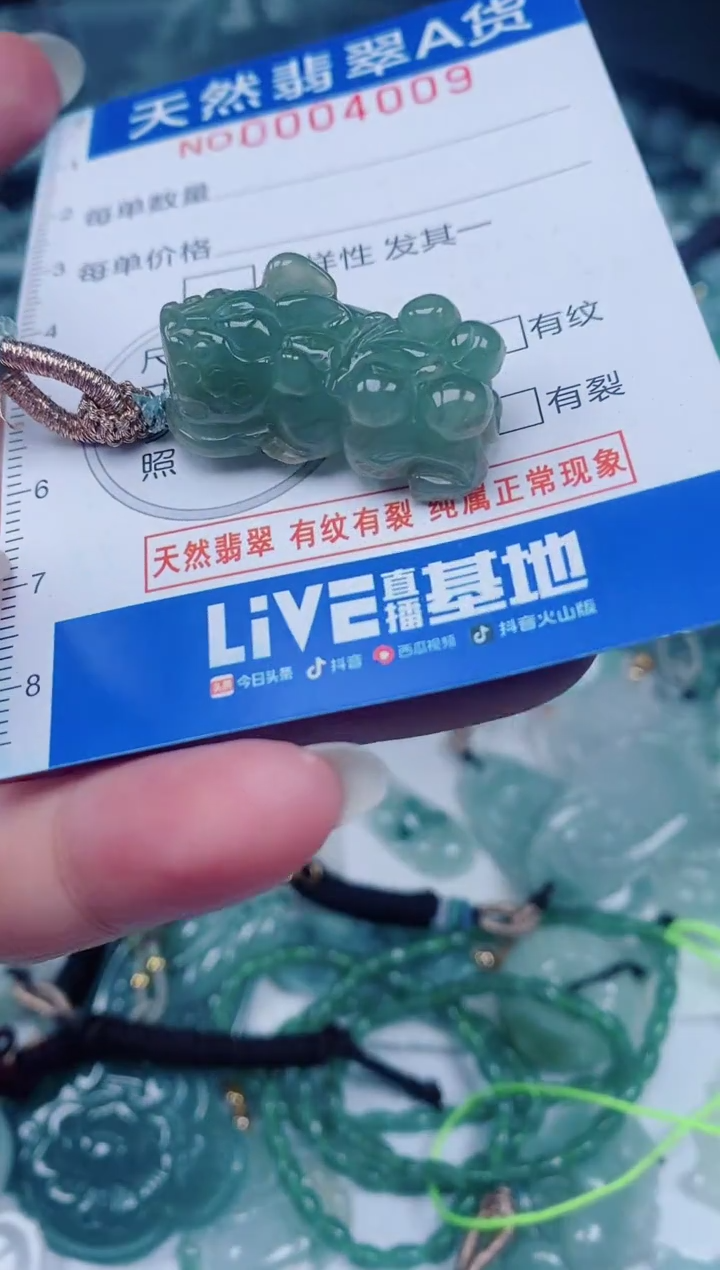 天然翡翠A货
NO0004009
每单数量
每单价格
样性 发其一
有纹
有裂
照
天然翡翠 有纹有裂 纯属正常现象
LiVE直播基地
头条 今日头条 抖音 西瓜视频 抖音火山版
1
2
3
4
6
7
8